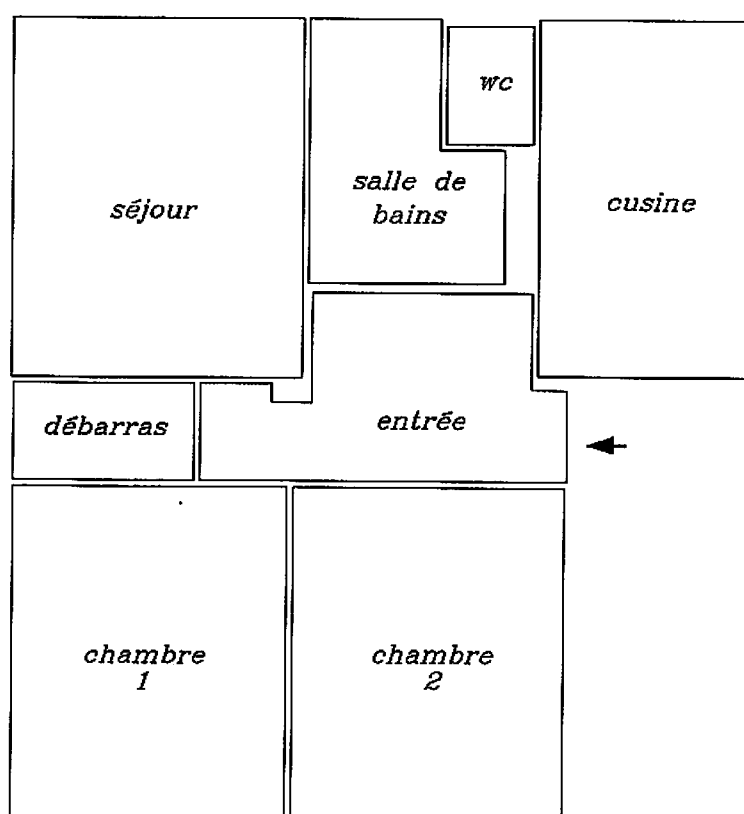 wc
séjour
salle de
bains
cusine
débarras
entrée
chambre
1
chambre
2